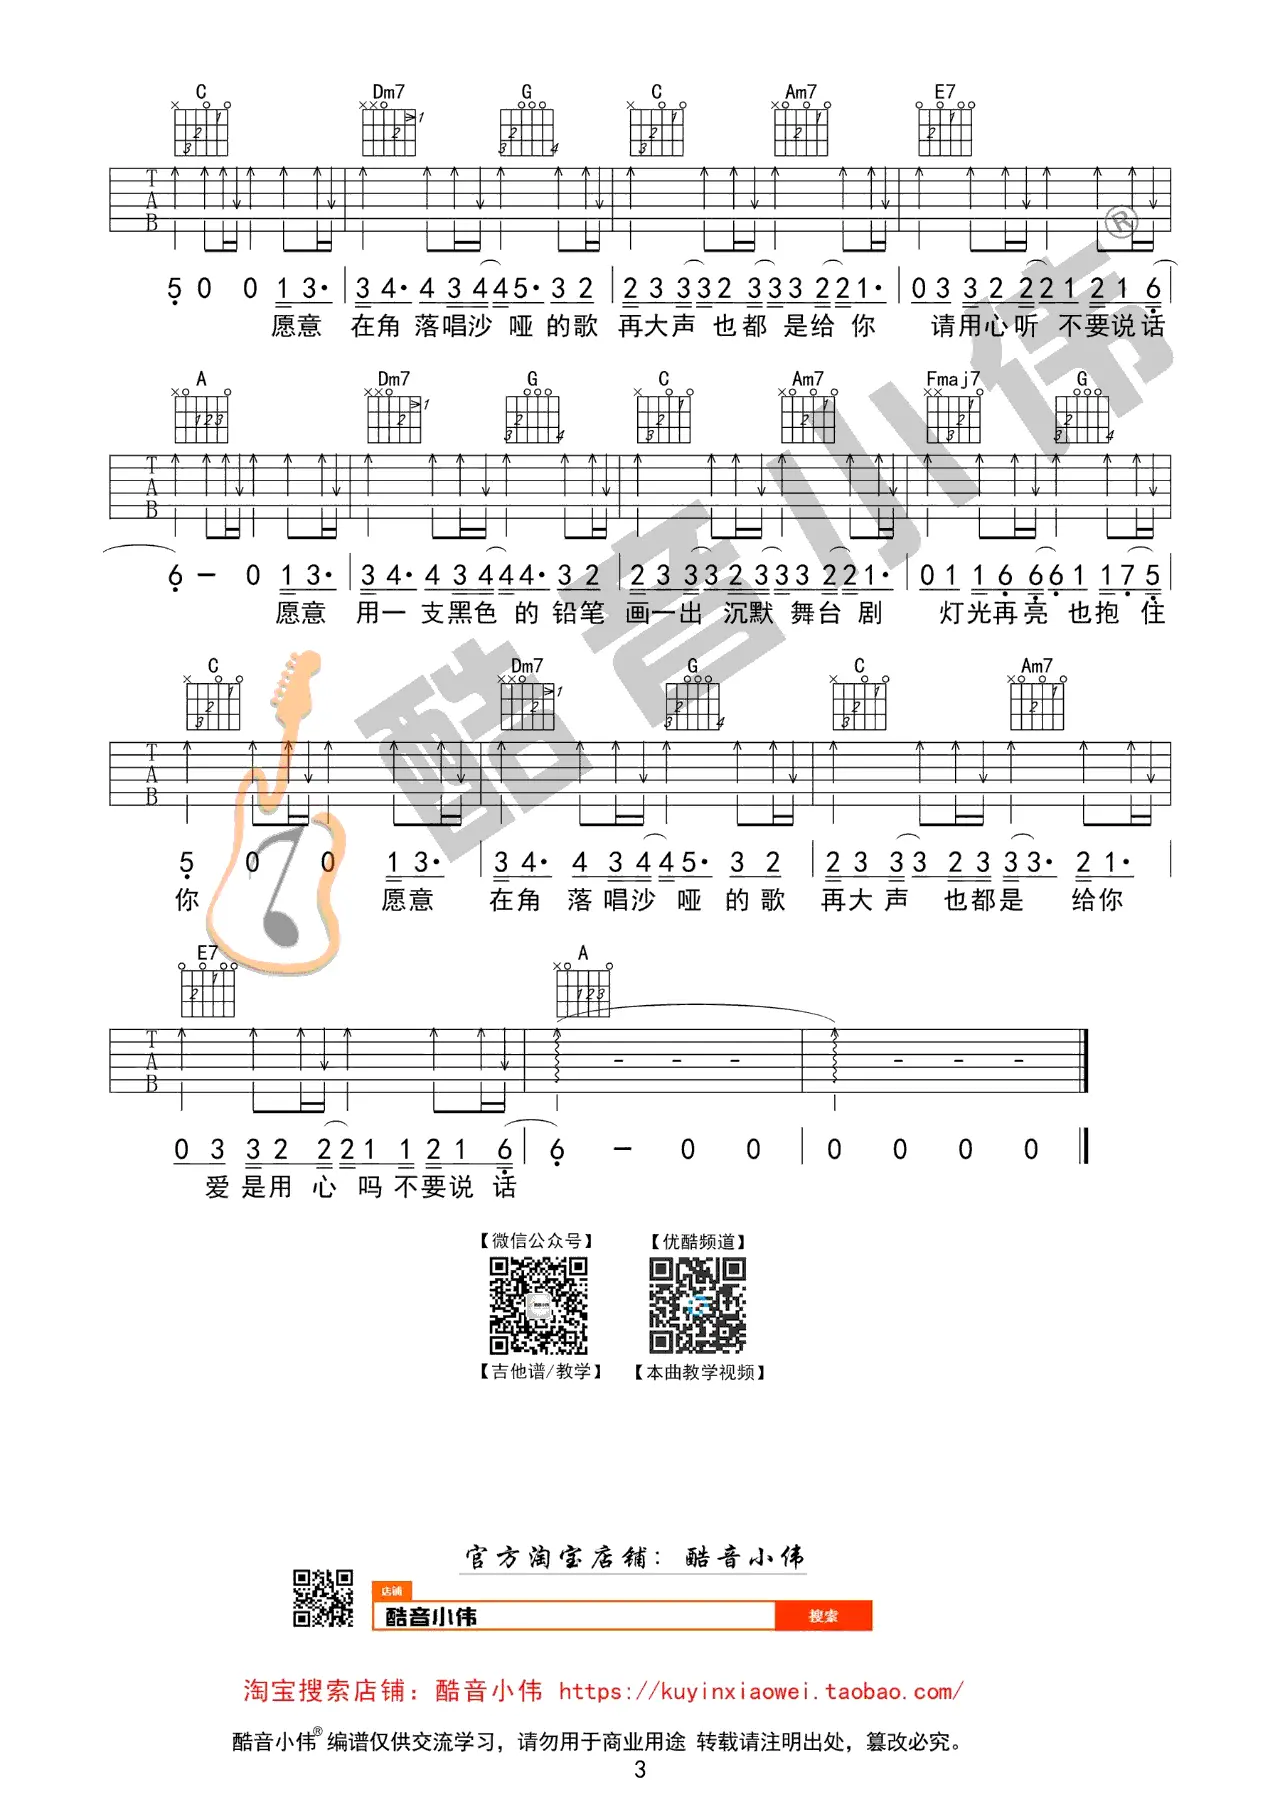 C Dm7 G C Am7 E7
T A B
5 0 0 1 3· 3 4· 4 3 4 4 5· 3 2 2 3 3 3 2 3 3 3 2 2 1· 0 3 3 2 2 2 1 2 1 6
愿意 在角 落唱沙 哑 的歌 再大声 也都 是给 你 请用心听 不要说话
A Dm7 G C Am7 Fmaj7 G
T A B
6 – 0 1 3· 3 4· 4 3 4 4 4· 3 2 2 3 3 3 2 3 3 3 2 2 1· 0 1 1 6 6 6 1 1 7 5
愿意 用一 支黑色 的 铅笔 画一出 沉默 舞台 剧 灯光再亮 也抱 住
C Dm7 G C Am7
T A B
5 0 0 1 3· 3 4· 4 3 4 4 5· 3 2 2 3 3 3 2 3 3 3· 2 1·
你 愿意 在角 落 唱沙 哑 的歌 再大 声 也都是 给你
E7 A
T A B
0 3 3 2 2 2 1 1 2 1 6 6 – 0 0 0 0 0 0
爱 是用 心 吗 不要说 话
【微信公众号】 【优酷频道】
【吉他谱/教学】 【本曲教学视频】
官方淘宝店铺：酷音小伟
店铺
酷音小伟 搜索
淘宝搜索店铺：酷音小伟 https://kuyinxiaowei.taobao.com/
酷音小伟® 编谱仅供交流学习，请勿用于商业用途 转载请注明出处，篡改必究。
3
酷音小伟®